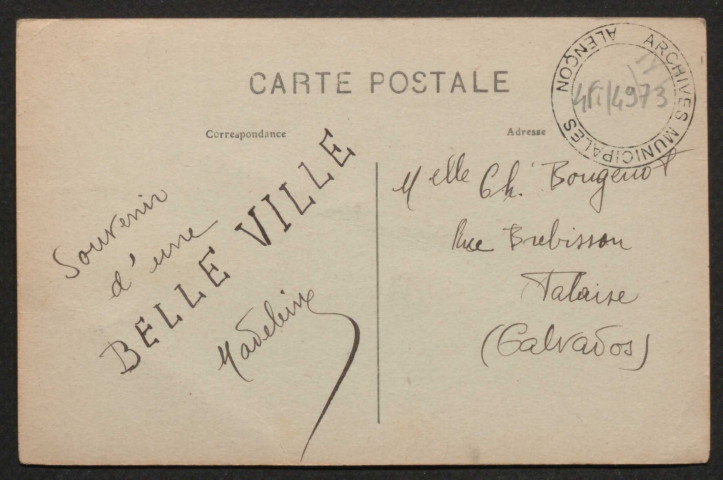 CARTE POSTALE
Correspondance
Adresse
ARCHIVES MUNICIPALES ALENÇON
4Fi/4973
Souvenir
d'une
BELLE VILLE
Madeleine
Melle Ch. Bougenot
Rue Brebisson
Falaise
(Calvados)